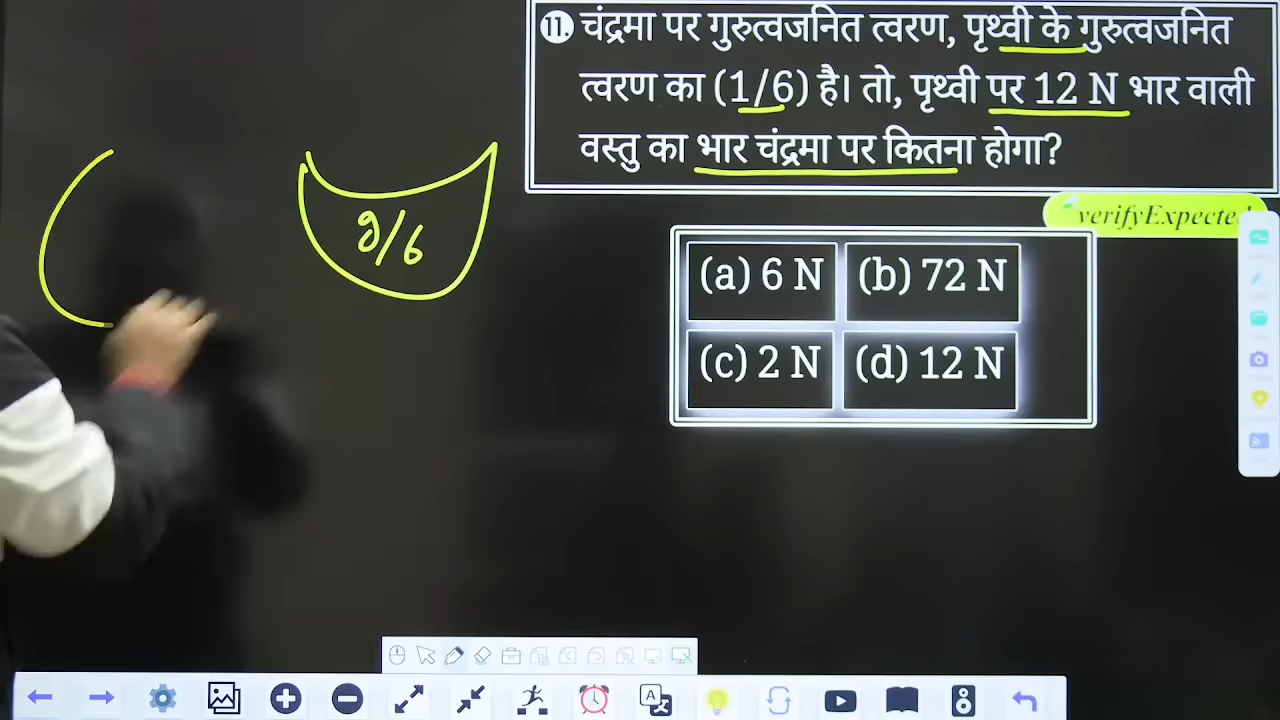 11. चंद्रमा पर गुरुत्वजनित त्वरण, पृथ्वी के गुरुत्वजनित
त्वरण का (1/6) है। तो, पृथ्वी पर 12 N भार वाली
वस्तु का भार चंद्रमा पर कितना होगा?
verifyExpected
g/6
(a) 6 N (b) 72 N
(c) 2 N (d) 12 N